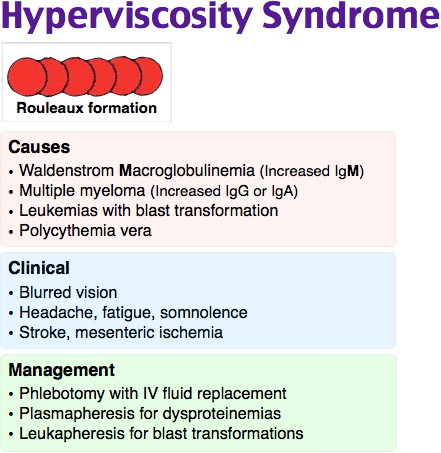 Hyperviscosity Syndrome
Rouleaux formation
Causes
• Waldenstrom Macroglobulinemia (Increased IgM)
• Multiple myeloma (Increased IgG or IgA)
• Leukemias with blast transformation
• Polycythemia vera
Clinical
• Blurred vision
• Headache, fatigue, somnolence
• Stroke, mesenteric ischemia
Management
• Phlebotomy with IV fluid replacement
• Plasmapheresis for dysproteinemias
• Leukapheresis for blast transformations